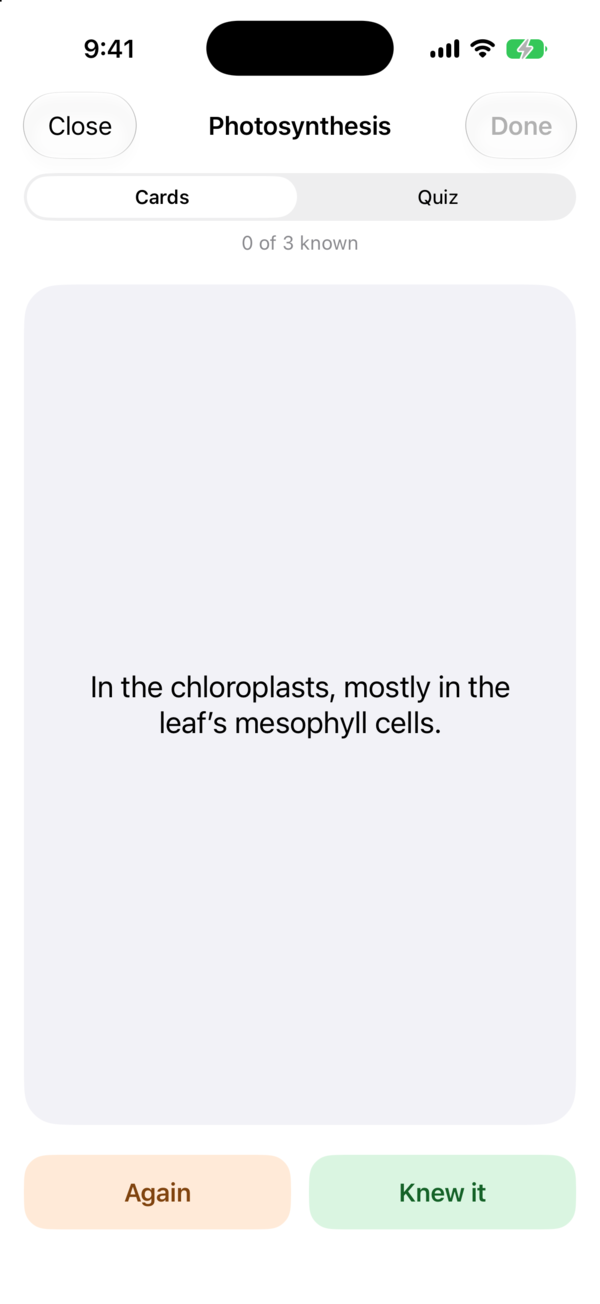 9:41
Close
Photosynthesis
Done
Cards
Quiz
0 of 3 known
In the chloroplasts, mostly in the
leaf’s mesophyll cells.
Again
Knew it